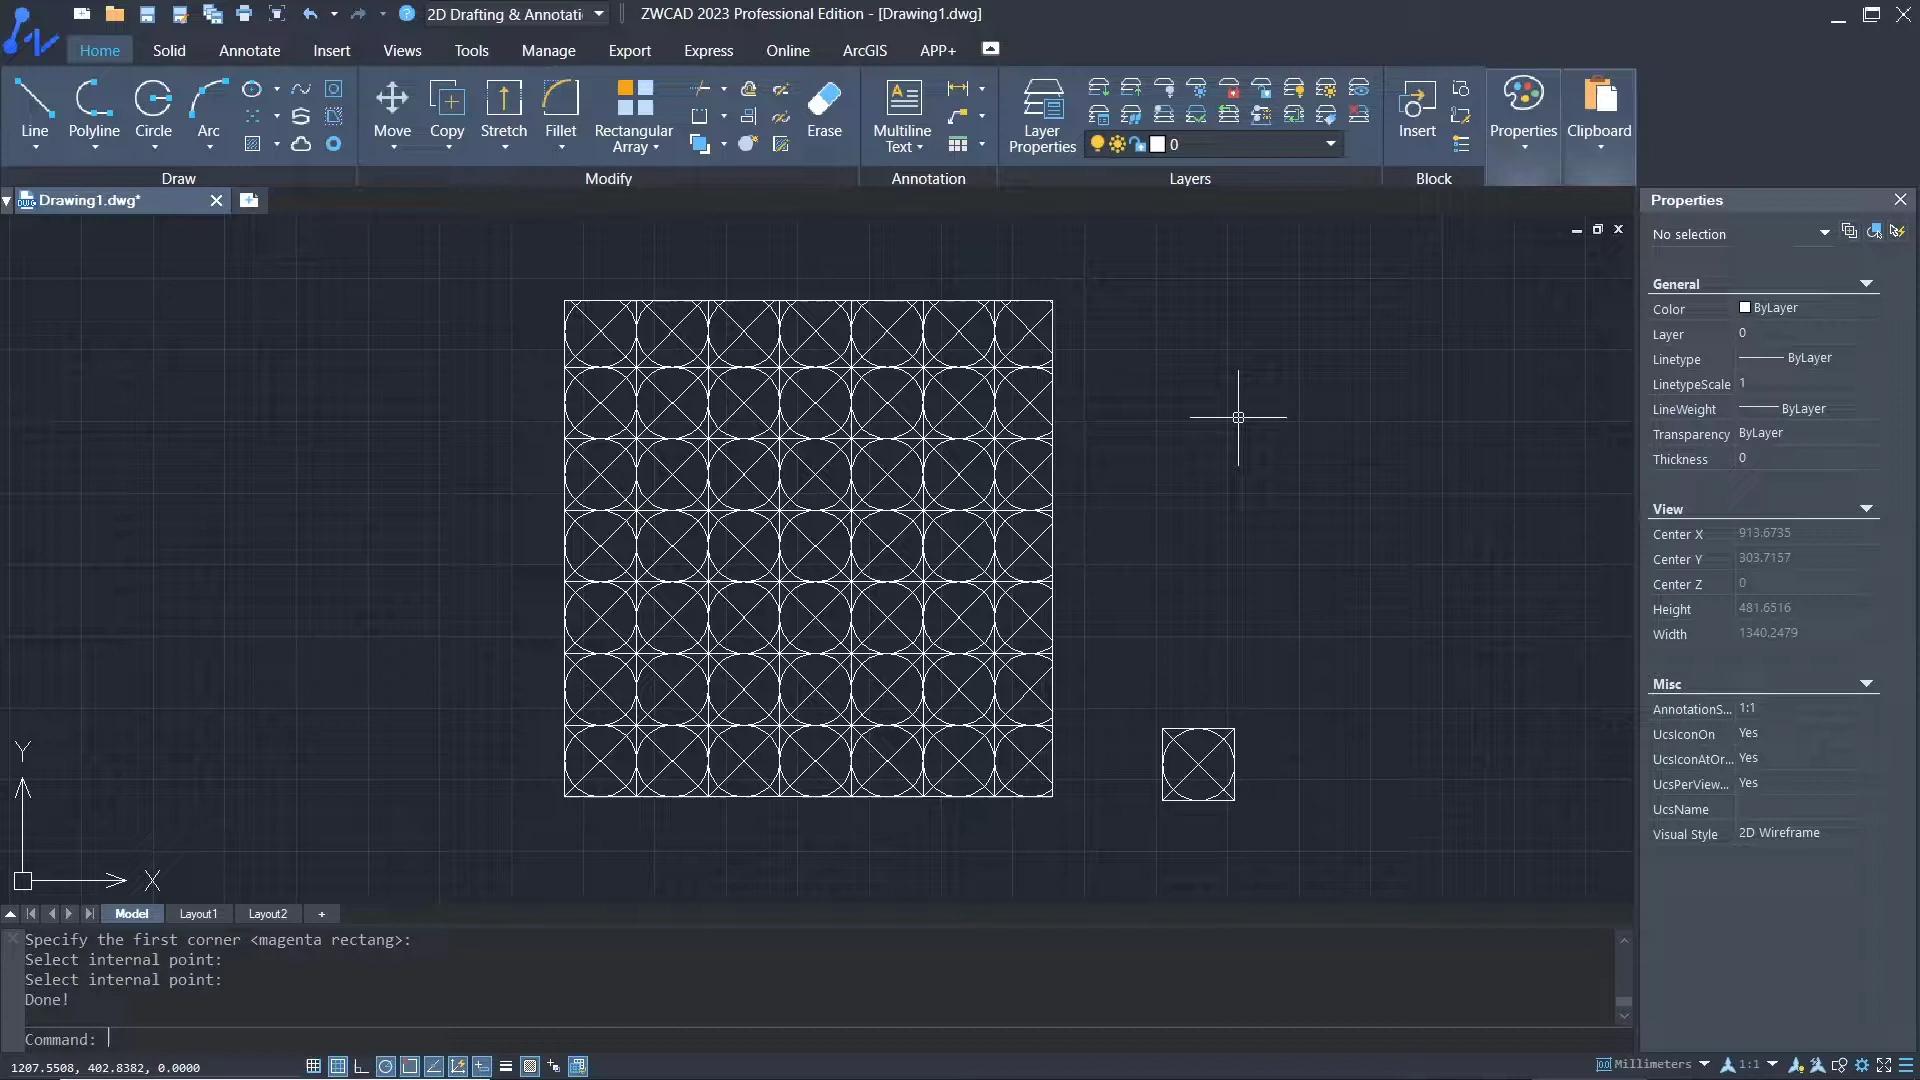 2D Drafting & Annotati
ZWCAD 2023 Professional Edition - [Drawing1.dwg]
Home Solid Annotate Insert Views Tools Manage Export Express Online ArcGIS APP+
Line Polyline Circle Arc
Move Copy Stretch Fillet Rectangular Array Erase
Multiline Text
Layer Properties
0
Insert
Properties Clipboard
Draw Modify Annotation Layers Block
Drawing1.dwg*
Properties
No selection
General
Color ByLayer
Layer 0
Linetype ByLayer
LinetypeScale 1
LineWeight ByLayer
Transparency ByLayer
Thickness 0
View
Center X 913.6735
Center Y 303.7157
Center Z 0
Height 481.6516
Width 1340.2479
Misc
AnnotationS... 1:1
UcsIconOn Yes
UcsIconAtOr... Yes
UcsPerView... Yes
UcsName
Visual Style 2D Wireframe
Y
X
Model Layout1 Layout2 +
Specify the first corner <magenta rectang>:
Select internal point:
Select internal point:
Done!
Command:
1207.5508, 402.8382, 0.0000
Millimeters 1:1